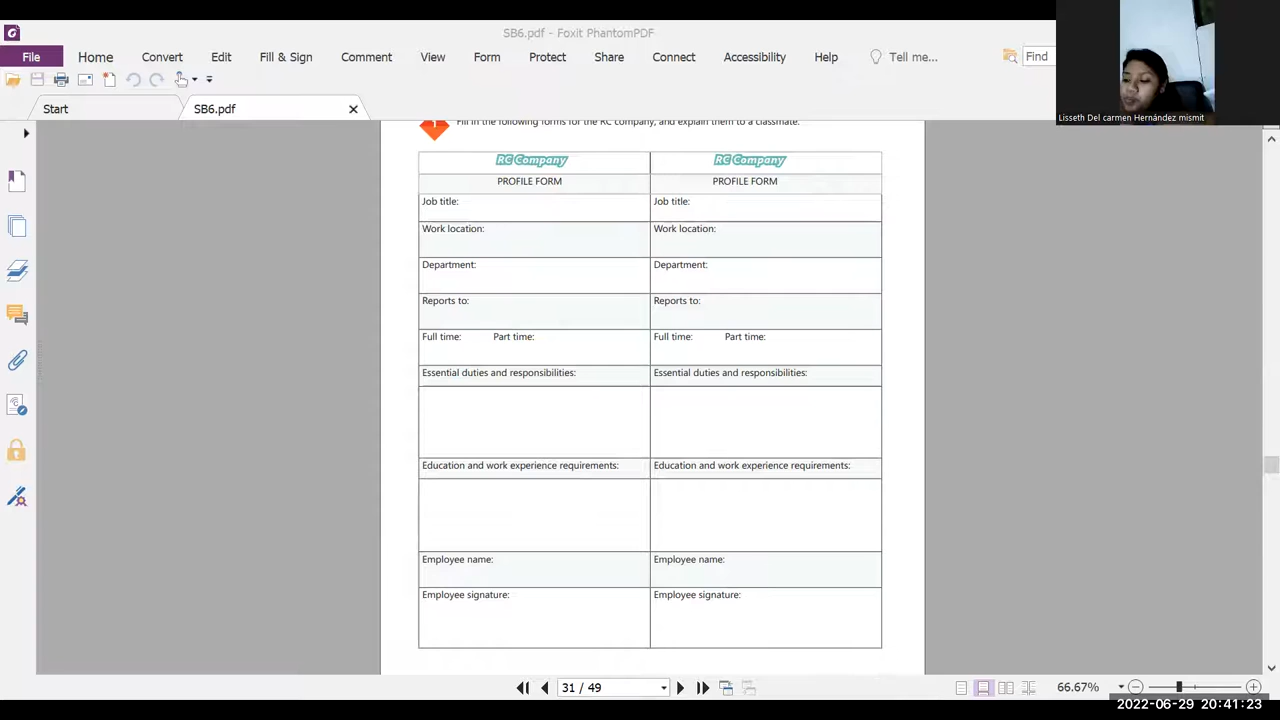 SB6.pdf - Foxit PhantomPDF
File Home Convert Edit Fill & Sign Comment View Form Protect Share Connect Accessibility Help Tell me... Find
Start SB6.pdf
Lisseth Del carmen Hernández mismit
Fill in the following forms for the RC company, and explain them to a classmate.
RC Company RC Company
PROFILE FORM PROFILE FORM
Job title: Job title:
Work location: Work location:
Department: Department:
Reports to: Reports to:
Full time: Part time: Full time: Part time:
Essential duties and responsibilities: Essential duties and responsibilities:
Education and work experience requirements: Education and work experience requirements:
Employee name: Employee name:
Employee signature: Employee signature:
31 / 49 66.67%
2022-06-29 20:41:23